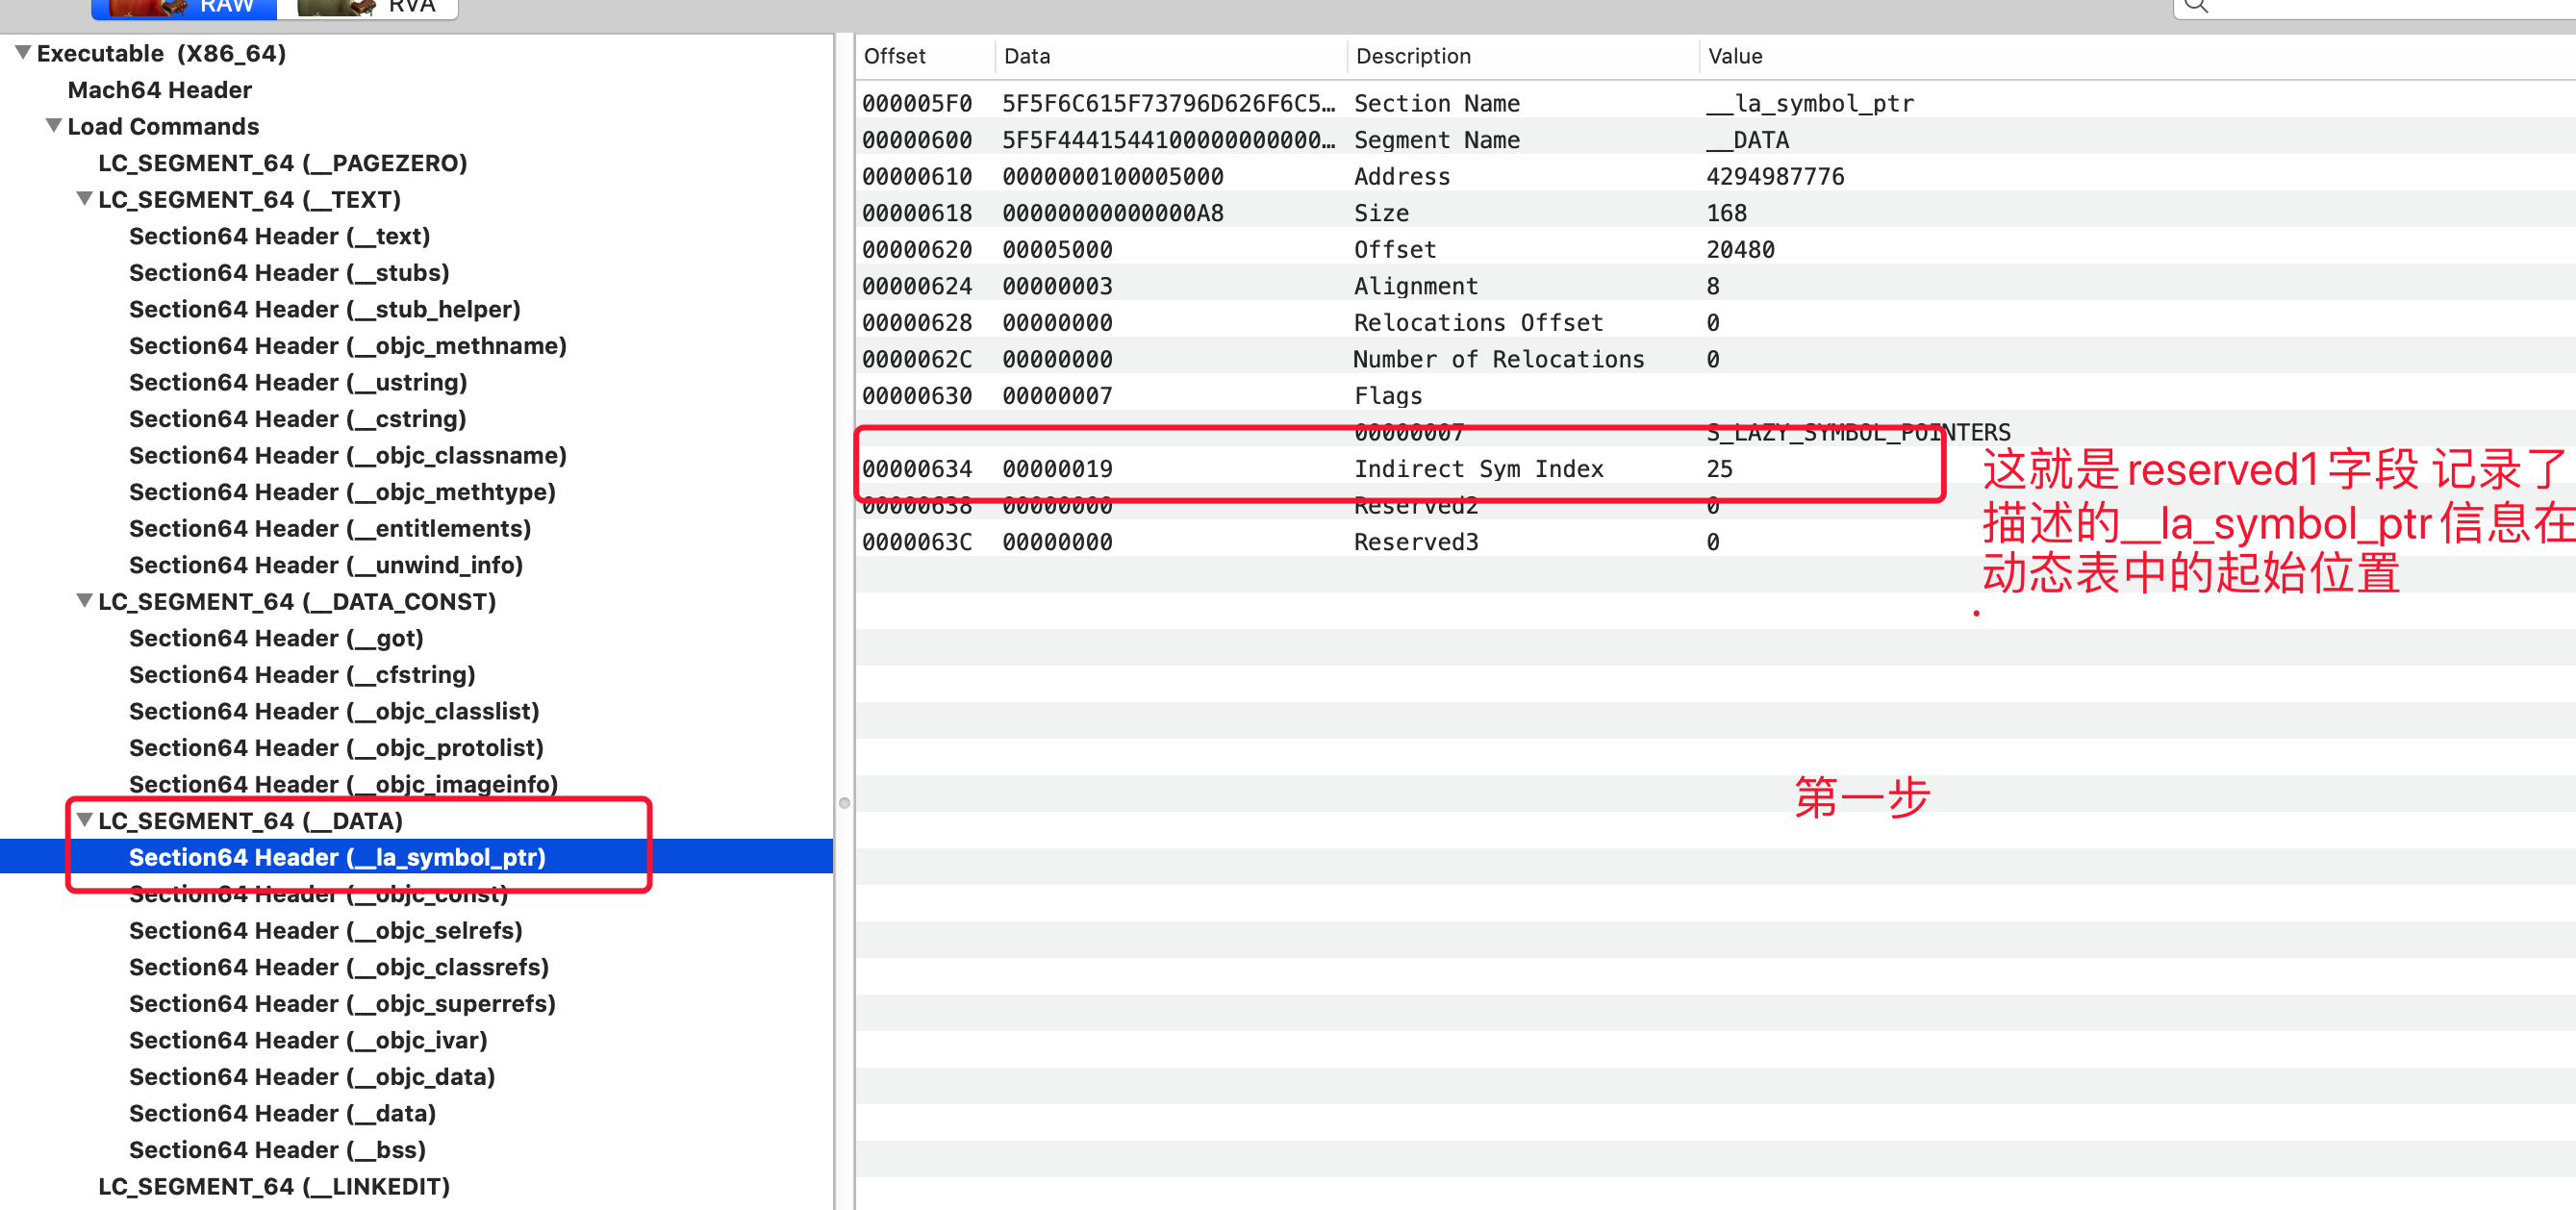 RAW RVA
Executable (X86_64)
Mach64 Header
Load Commands
LC_SEGMENT_64 (__PAGEZERO)
LC_SEGMENT_64 (__TEXT)
Section64 Header (__text)
Section64 Header (__stubs)
Section64 Header (__stub_helper)
Section64 Header (__objc_methname)
Section64 Header (__ustring)
Section64 Header (__cstring)
Section64 Header (__objc_classname)
Section64 Header (__objc_methtype)
Section64 Header (__entitlements)
Section64 Header (__unwind_info)
LC_SEGMENT_64 (__DATA_CONST)
Section64 Header (__got)
Section64 Header (__cfstring)
Section64 Header (__objc_classlist)
Section64 Header (__objc_protolist)
Section64 Header (__objc_imageinfo)
LC_SEGMENT_64 (__DATA)
Section64 Header (__la_symbol_ptr)
Section64 Header (__objc_const)
Section64 Header (__objc_selrefs)
Section64 Header (__objc_classrefs)
Section64 Header (__objc_superrefs)
Section64 Header (__objc_ivar)
Section64 Header (__objc_data)
Section64 Header (__data)
Section64 Header (__bss)
LC_SEGMENT_64 (__LINKEDIT)
Offset Data Description Value
000005F0 5F5F6C615F73796D626F6C5… Section Name __la_symbol_ptr
00000600 5F5F4441544100000000000… Segment Name __DATA
00000610 0000000100005000 Address 4294987776
00000618 00000000000000A8 Size 168
00000620 00005000 Offset 20480
00000624 00000003 Alignment 8
00000628 00000000 Relocations Offset 0
0000062C 00000000 Number of Relocations 0
00000630 00000007 Flags
00000007 S_LAZY_SYMBOL_POINTERS
00000634 00000019 Indirect Sym Index 25
00000638 00000000 Reserved2 0
0000063C 00000000 Reserved3 0
这就是reserved1字段 记录了
描述的__la_symbol_ptr信息在
动态表中的起始位置
.
第一步